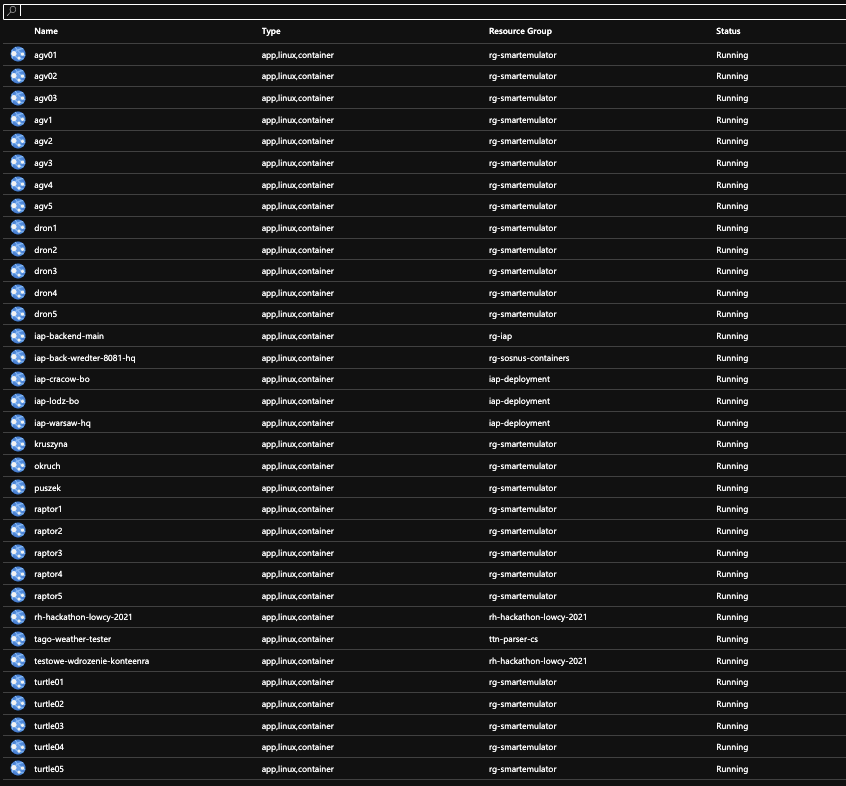 Name Type Resource Group Status
agv01 app,linux,container rg-smartemulator Running
agv02 app,linux,container rg-smartemulator Running
agv03 app,linux,container rg-smartemulator Running
agv1 app,linux,container rg-smartemulator Running
agv2 app,linux,container rg-smartemulator Running
agv3 app,linux,container rg-smartemulator Running
agv4 app,linux,container rg-smartemulator Running
agv5 app,linux,container rg-smartemulator Running
dron1 app,linux,container rg-smartemulator Running
dron2 app,linux,container rg-smartemulator Running
dron3 app,linux,container rg-smartemulator Running
dron4 app,linux,container rg-smartemulator Running
dron5 app,linux,container rg-smartemulator Running
iap-backend-main app,linux,container rg-iap Running
iap-back-wredter-8081-hq app,linux,container rg-sosnus-containers Running
iap-cracow-bo app,linux,container iap-deployment Running
iap-lodz-bo app,linux,container iap-deployment Running
iap-warsaw-hq app,linux,container iap-deployment Running
kruszyna app,linux,container rg-smartemulator Running
okruch app,linux,container rg-smartemulator Running
puszek app,linux,container rg-smartemulator Running
raptor1 app,linux,container rg-smartemulator Running
raptor2 app,linux,container rg-smartemulator Running
raptor3 app,linux,container rg-smartemulator Running
raptor4 app,linux,container rg-smartemulator Running
raptor5 app,linux,container rg-smartemulator Running
rh-hackathon-lowcy-2021 app,linux,container rh-hackathon-lowcy-2021 Running
tago-weather-tester app,linux,container ttn-parser-cs Running
testowe-wdrozenie-konteenra app,linux,container rh-hackathon-lowcy-2021 Running
turtle01 app,linux,container rg-smartemulator Running
turtle02 app,linux,container rg-smartemulator Running
turtle03 app,linux,container rg-smartemulator Running
turtle04 app,linux,container rg-smartemulator Running
turtle05 app,linux,container rg-smartemulator Running